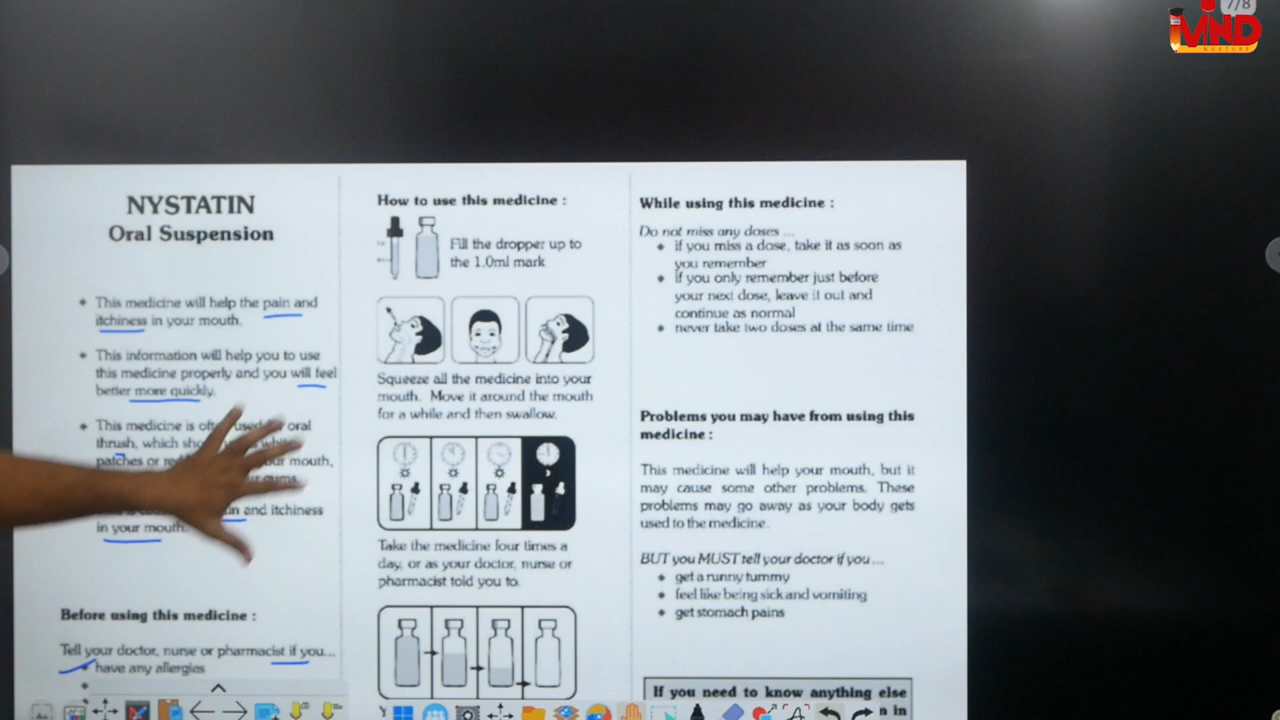 7/8
MIND
NURTURE
NYSTATIN
Oral Suspension
This medicine will help the pain and
itchiness in your mouth.
This information will help you to use
this medicine properly and you will feel
better more quickly.
This medicine is often used oral
thrush, which
patches or your mouth,
gums.
and itchiness
in your mouth.
Before using this medicine :
Tell your doctor, nurse or pharmacist if you...
have any allergies
How to use this medicine :
Fill the dropper up to
the 1.0ml mark
Squeeze all the medicine into your
mouth. Move it around the mouth
for a while and then swallow.
Take the medicine four times a
day, or as your doctor, nurse or
pharmacist told you to.
While using this medicine :
Do not miss any doses ...
if you miss a dose, take it as soon as
you remember
if you only remember just before
your next dose, leave it out and
continue as normal
never take two doses at the same time
Problems you may have from using this
medicine :
This medicine will help your mouth, but it
may cause some other problems. These
problems may go away as your body gets
used to the medicine.
BUT you MUST tell your doctor if you ...
get a runny tummy
feel like being sick and vomiting
get stomach pains
If you need to know anything else
in